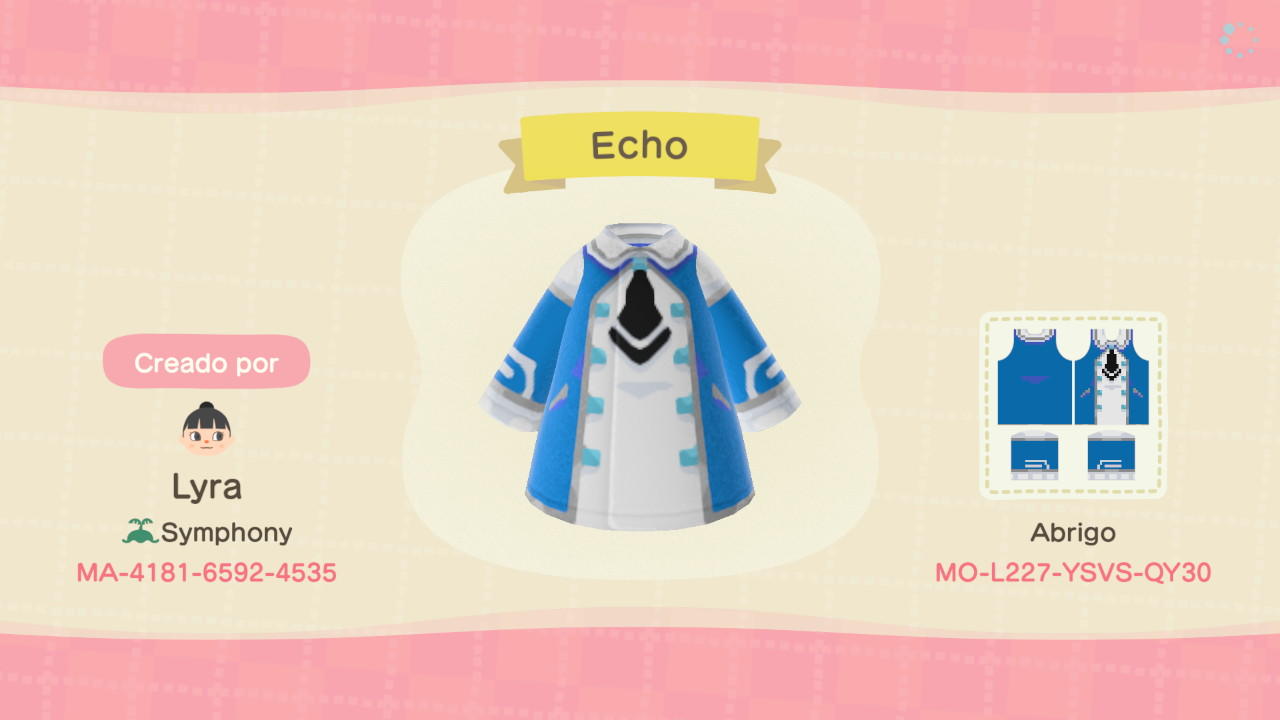 Echo
Creado por
Lyra
Symphony
MA-4181-6592-4535
Abrigo
MO-L227-YSVS-QY30